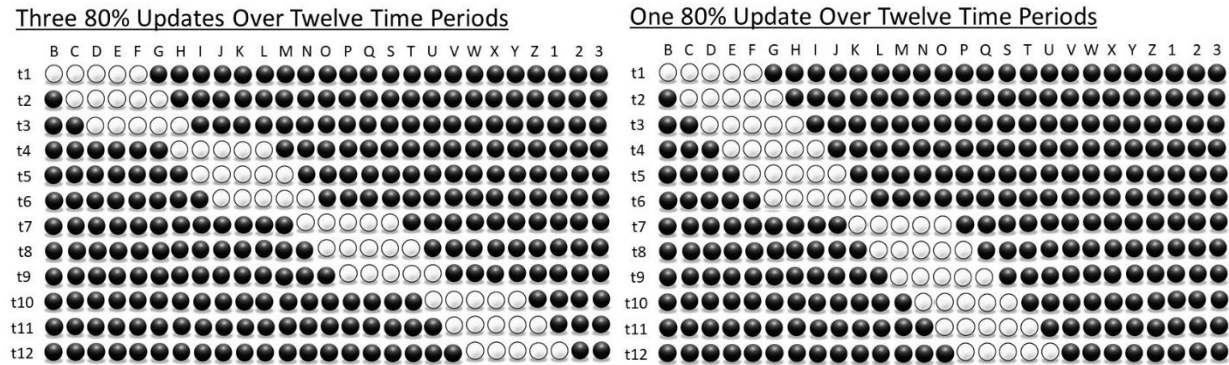 Three 80% Updates Over Twelve Time Periods
B C D E F G H I J K L M N O P Q S T U V W X Y Z 1 2 3
t1
t2
t3
t4
t5
t6
t7
t8
t9
t10
t11
t12
One 80% Update Over Twelve Time Periods
B C D E F G H I J K L M N O P Q S T U V W X Y Z 1 2 3
t1
t2
t3
t4
t5
t6
t7
t8
t9
t10
t11
t12